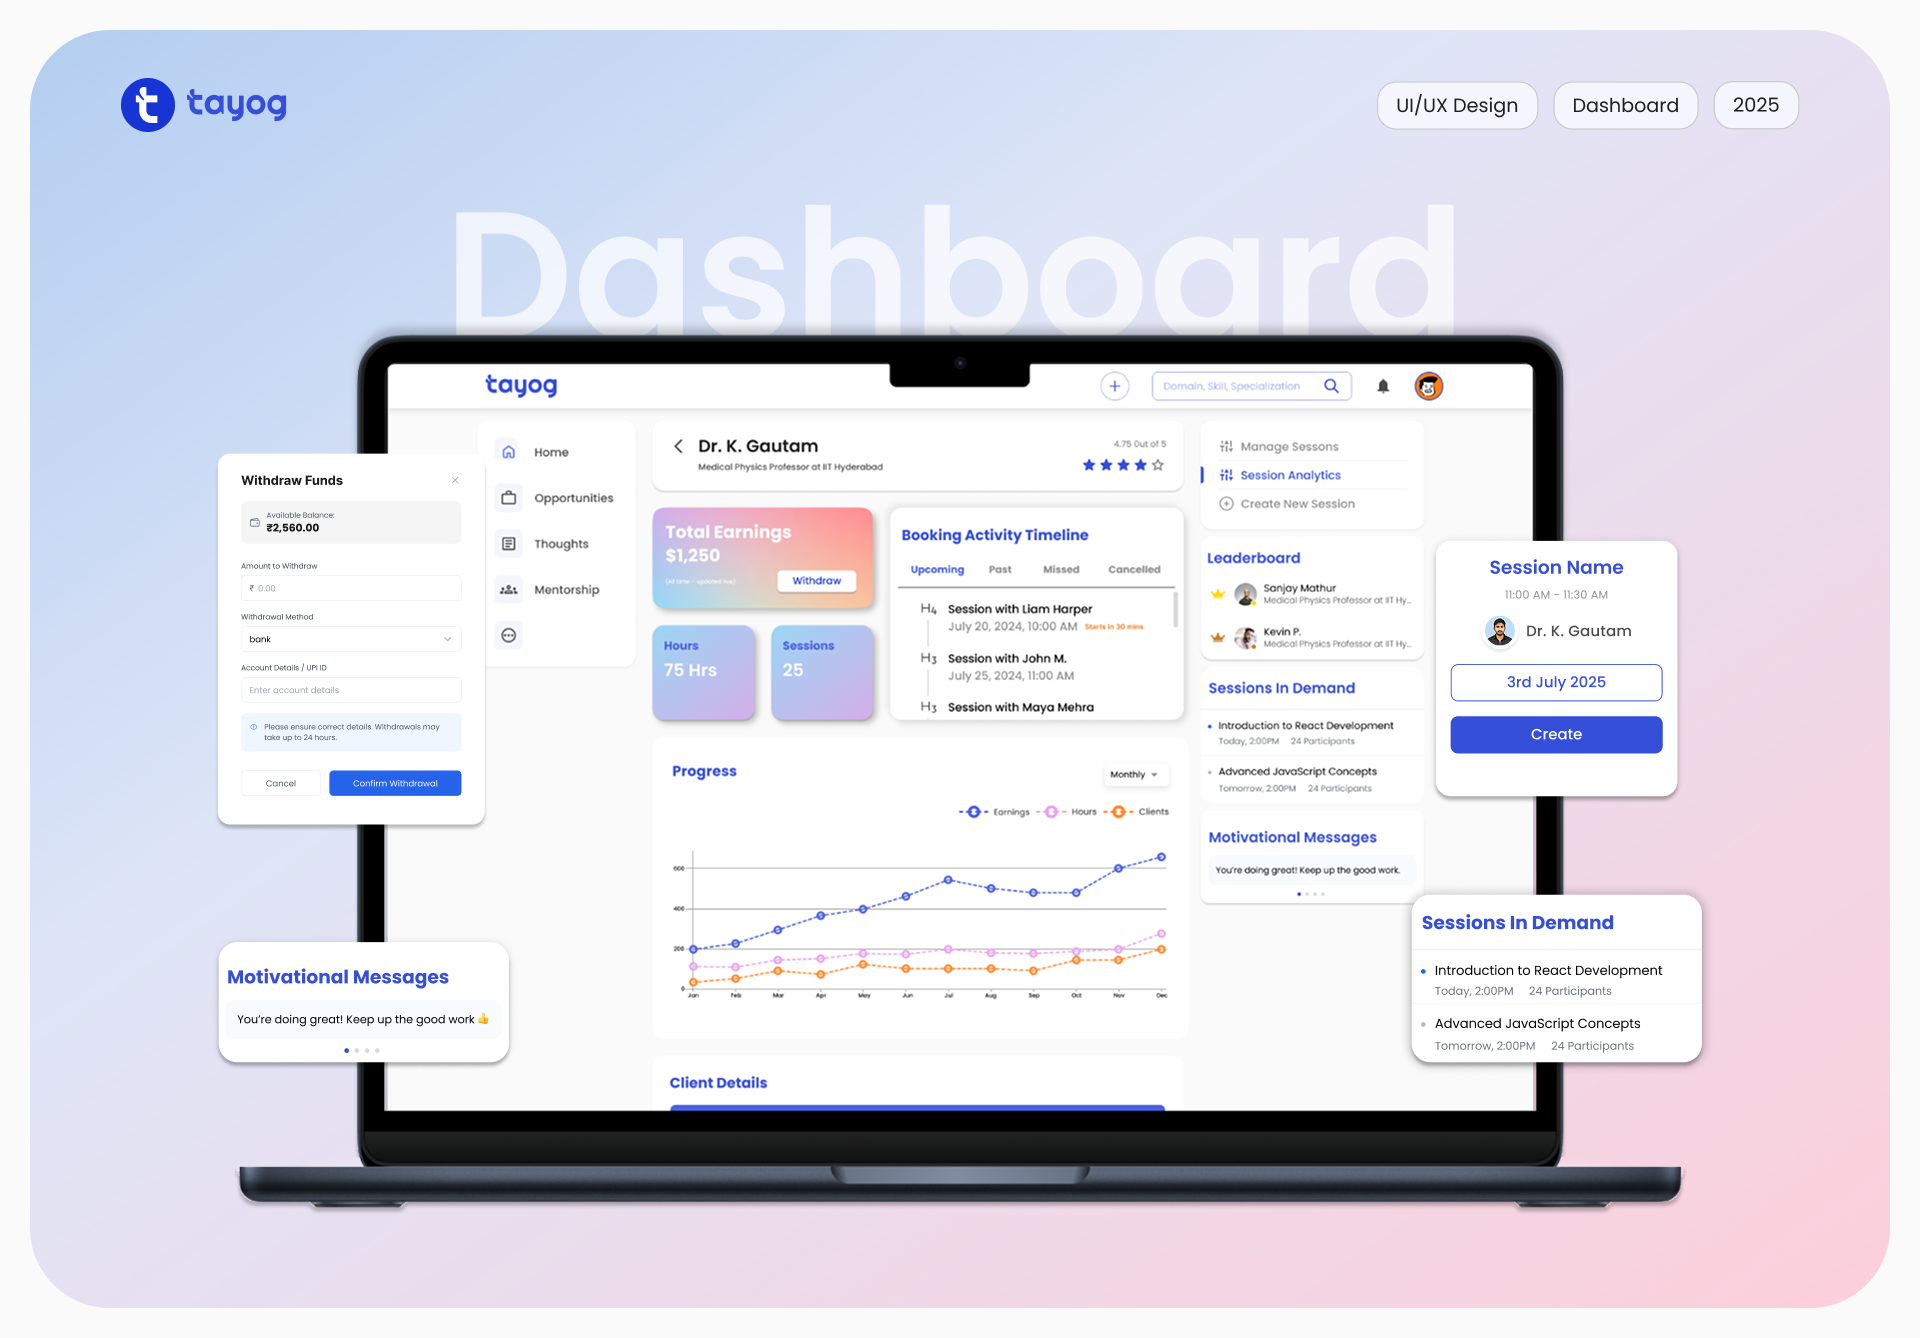 tayog
UI/UX Design
Dashboard
2025
Dashboard
tayog
Domain, Skill, Specialization
Home
Opportunities
Thoughts
Mentorship
Dr. K. Gautam
Medical Physics Professor at IIT Hyderabad
4.75 Out of 5
Total Earnings
$1,250
(All time - updated live)
Withdraw
Hours
75 Hrs
Sessions
25
Booking Activity Timeline
Upcoming Past Missed Cancelled
H4 Session with Liam Harper
July 20, 2024, 10:00 AM Starts in 30 mins
H3 Session with John M.
July 25, 2024, 11:00 AM
H3 Session with Maya Mehra
Manage Sessons
Session Analytics
Create New Session
Leaderboard
Sanjay Mathur
Medical Physics Professor at IIT Hy...
Kevin P.
Medical Physics Professor at IIT Hy...
Sessions In Demand
Introduction to React Development
Today, 2:00PM 24 Participants
Advanced JavaScript Concepts
Tomorrow, 2:00PM 24 Participants
Motivational Messages
You're doing great! Keep up the good work.
Progress
Monthly
Earnings Hours Clients
600
400
200
0
Jan Feb Mar Apr May Jun Jul Aug Sep Oct Nov Dec
Client Details
Withdraw Funds
Available Balance:
₹2,560.00
Amount to Withdraw
₹ 0.00
Withdrawal Method
bank
Account Details / UPI ID
Enter account details
Please ensure correct details. Withdrawals may
take up to 24 hours.
Cancel
Confirm Withdrawal
Motivational Messages
You're doing great! Keep up the good work 👍
Session Name
11:00 AM - 11:30 AM
Dr. K. Gautam
3rd July 2025
Create
Sessions In Demand
Introduction to React Development
Today, 2:00PM 24 Participants
Advanced JavaScript Concepts
Tomorrow, 2:00PM 24 Participants